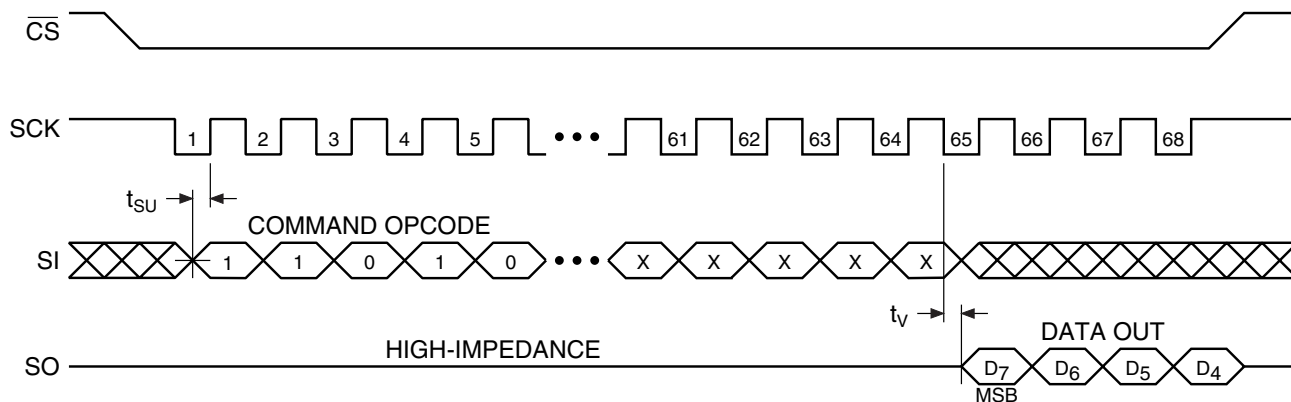 CS
SCK 1 2 3 4 5 ••• 61 62 63 64 65 66 67 68
tSU
COMMAND OPCODE
SI 1 1 0 1 0 ••• X X X X X
tV
DATA OUT
HIGH-IMPEDANCE
SO D7 D6 D5 D4
MSB